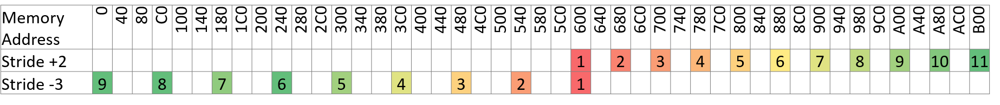 Memory Address 0 40 80 C0 100 140 180 1C0 200 240 280 2C0 300 340 380 3C0 400 440 480 4C0 500 540 580 5C0 600 640 680 6C0 700 740 780 7C0 800 840 880 8C0 900 940 980 9C0 A00 A40 A80 AC0 B00
Stride +2 1 2 3 4 5 6 7 8 9 10 11
Stride -3 9 8 7 6 5 4 3 2 1